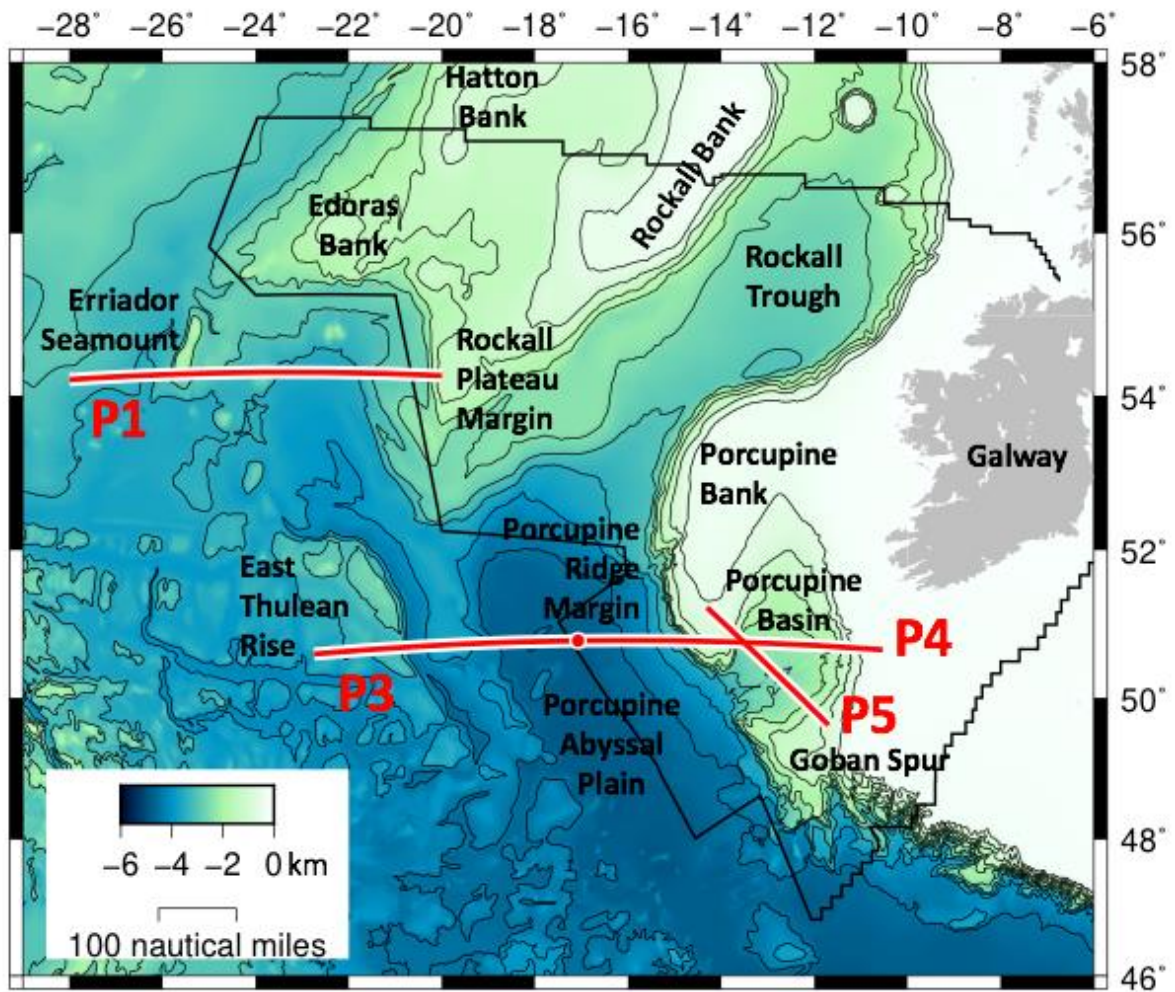 −28 −26 −24 −22 −20 −18 −16 −14 −12 −10 −8 −6
58°
Hatton
Bank
Rockall Bank
Edoras
Bank
56°
Rockall
Trough
Erriador
Seamount
Rockall
Plateau
Margin
54°
P1
Porcupine
Bank
Galway
Porcupine
Ridge
Margin
52°
East
Thulean
Rise
Porcupine
Basin
P4
P3
P5
50°
Porcupine
Abyssal
Plain
Goban Spur
48°
−6 −4 −2 0 km
100 nautical miles
46°